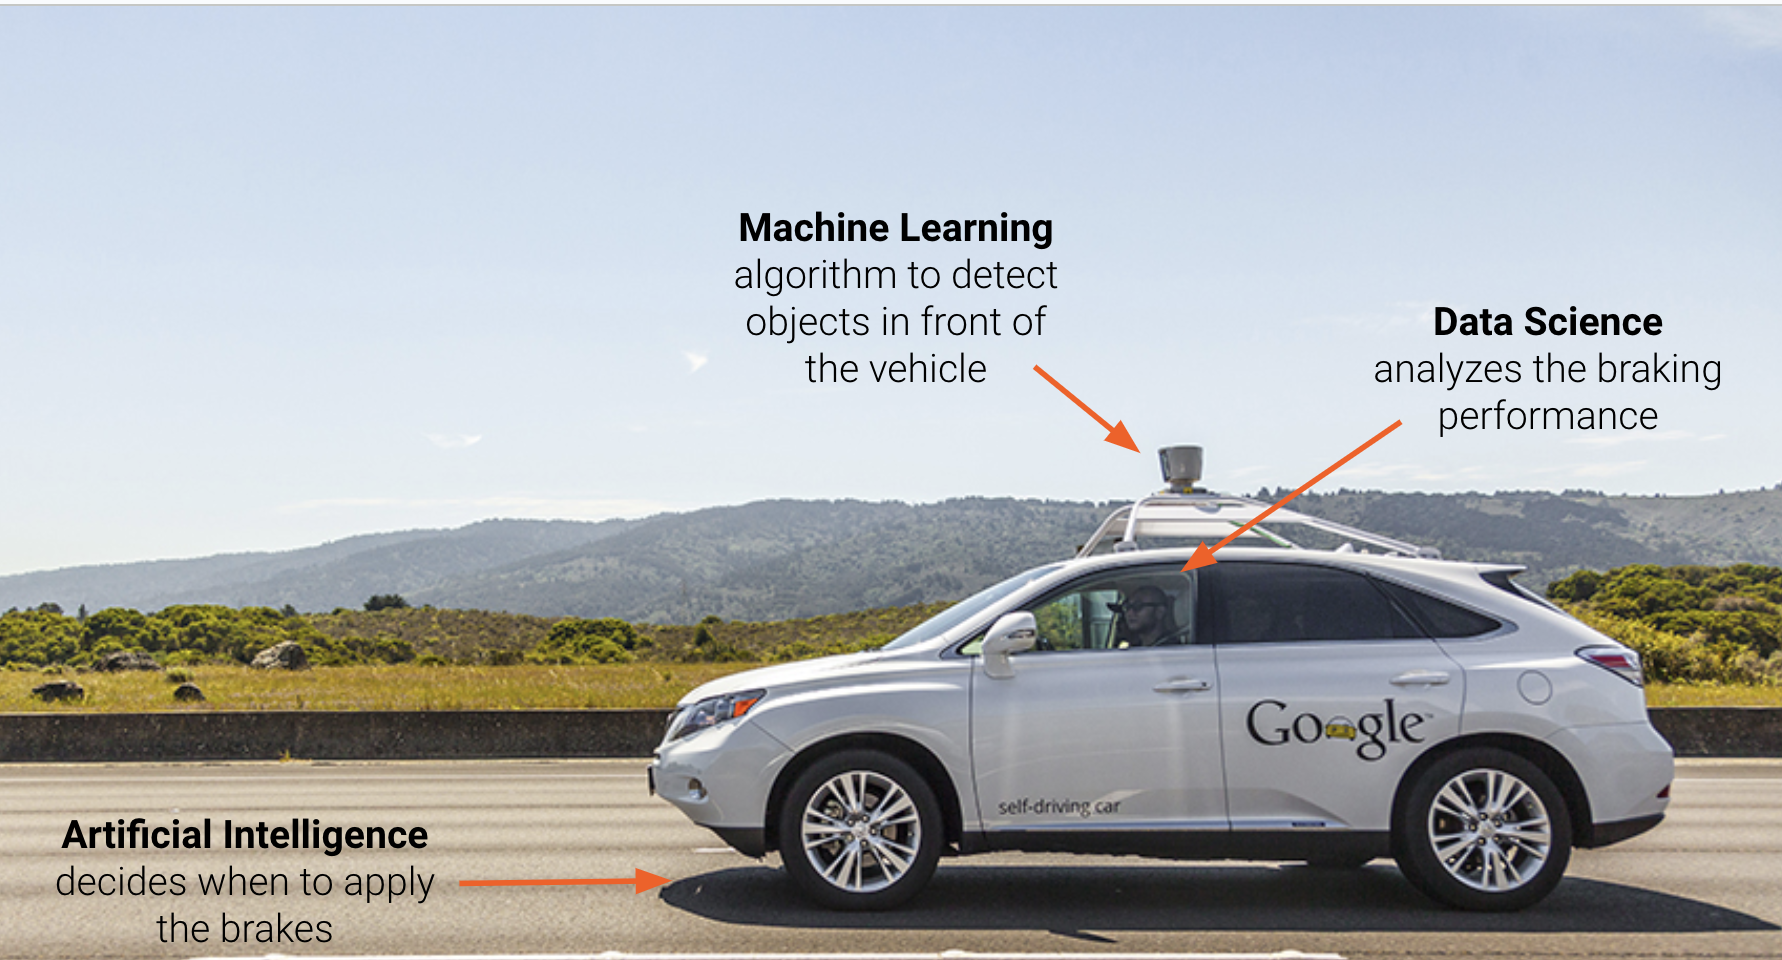 Machine Learning
algorithm to detect
objects in front of
the vehicle
Data Science
analyzes the braking
performance
Google
self-driving car
Artificial Intelligence
decides when to apply
the brakes